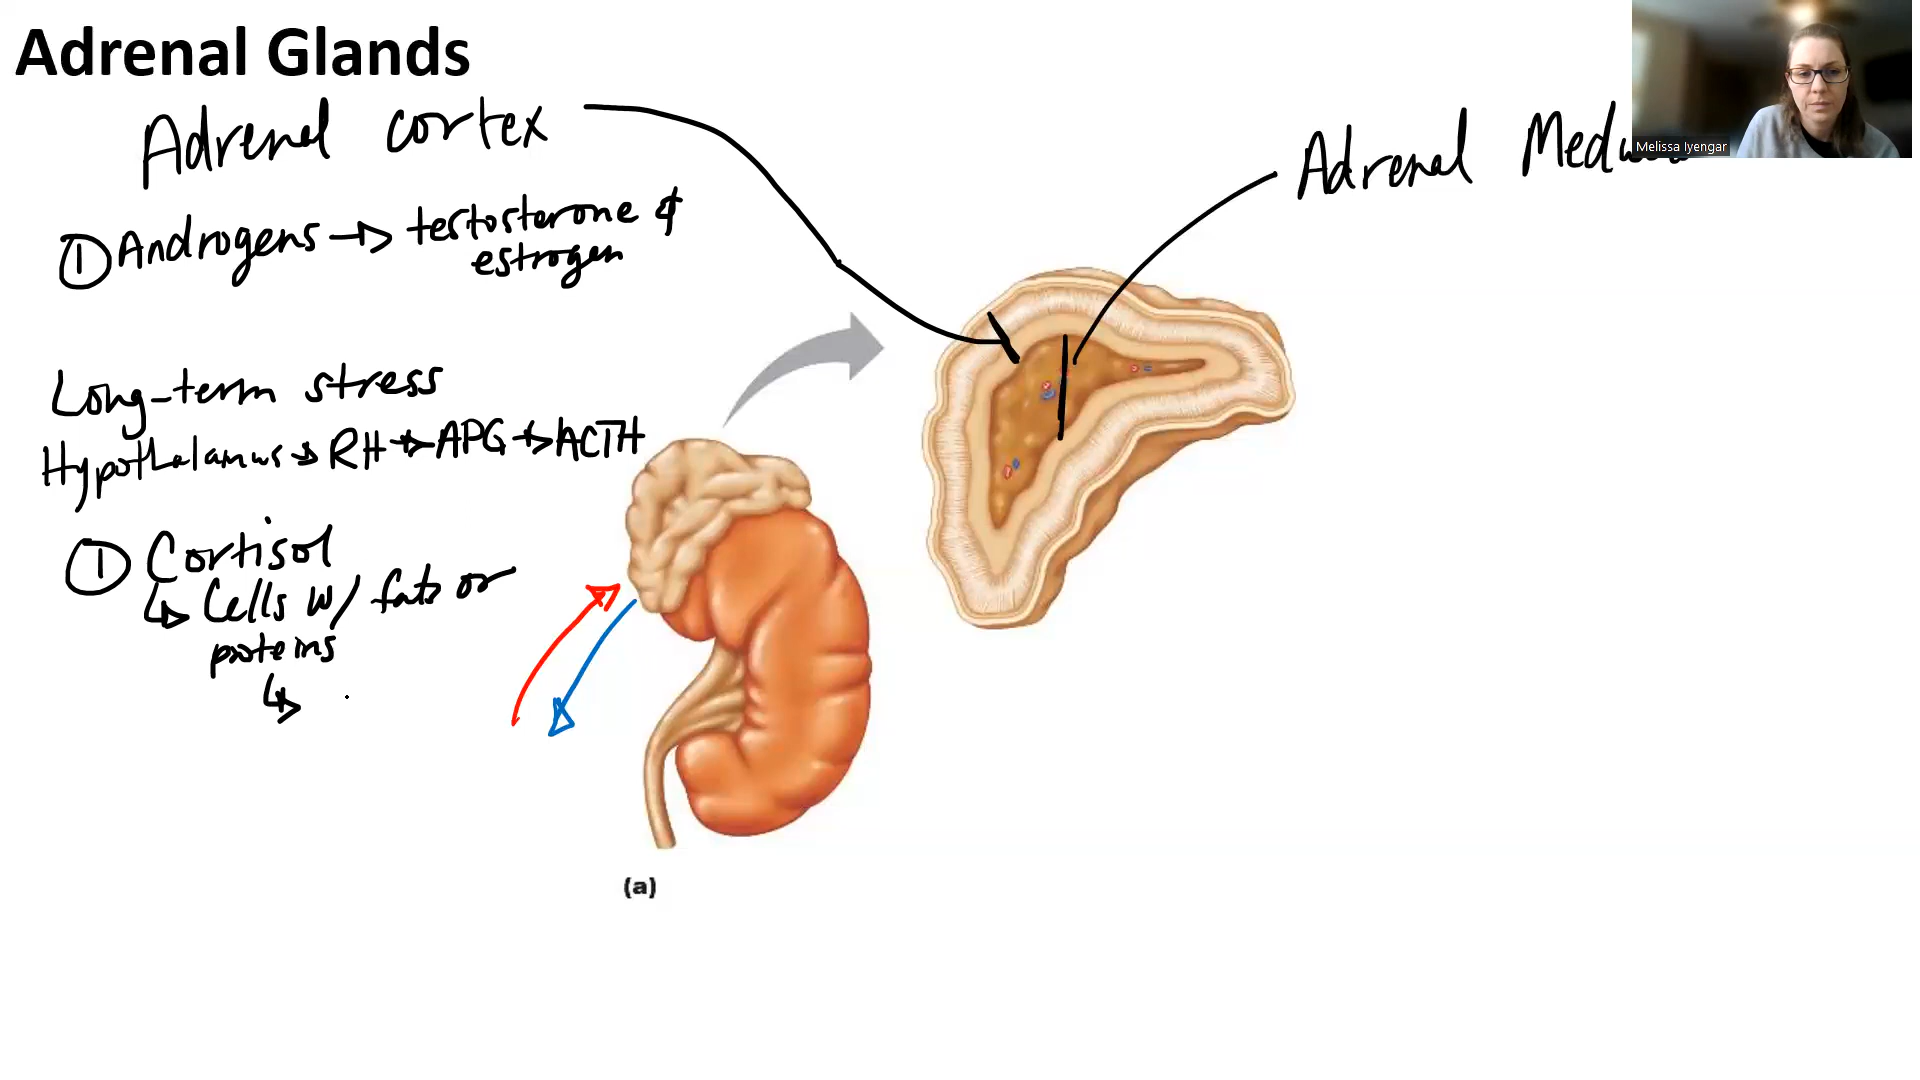 Adrenal Glands
Adrenal cortex
① Androgens → testosterone &
estrogen
Long-term stress
Hypothalamus → RH → APG → ACTH
① Cortisol
↳ Cells w/ fats or
proteins
↳
Adrenal
Melissa Iyengar
(a)